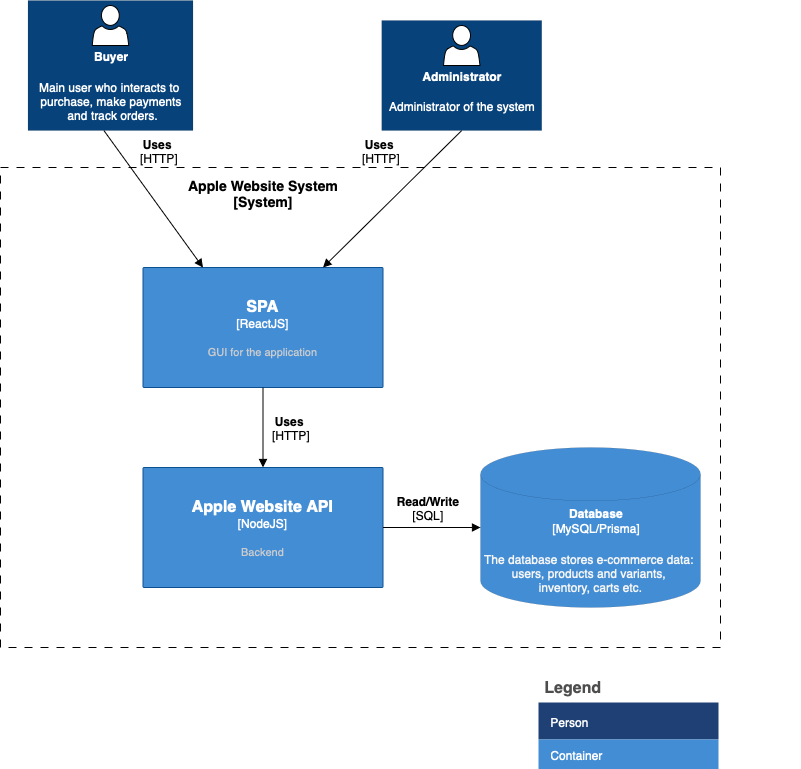 Buyer
Main user who interacts to
purchase, make payments
and track orders.
Administrator
Administrator of the system
Uses
[HTTP]
Uses
[HTTP]
Apple Website System
[System]
SPA
[ReactJS]
GUI for the application
Uses
[HTTP]
Apple Website API
[NodeJS]
Backend
Read/Write
[SQL]
Database
[MySQL/Prisma]
The database stores e-commerce data:
users, products and variants,
inventory, carts etc.
Legend
Person
Container